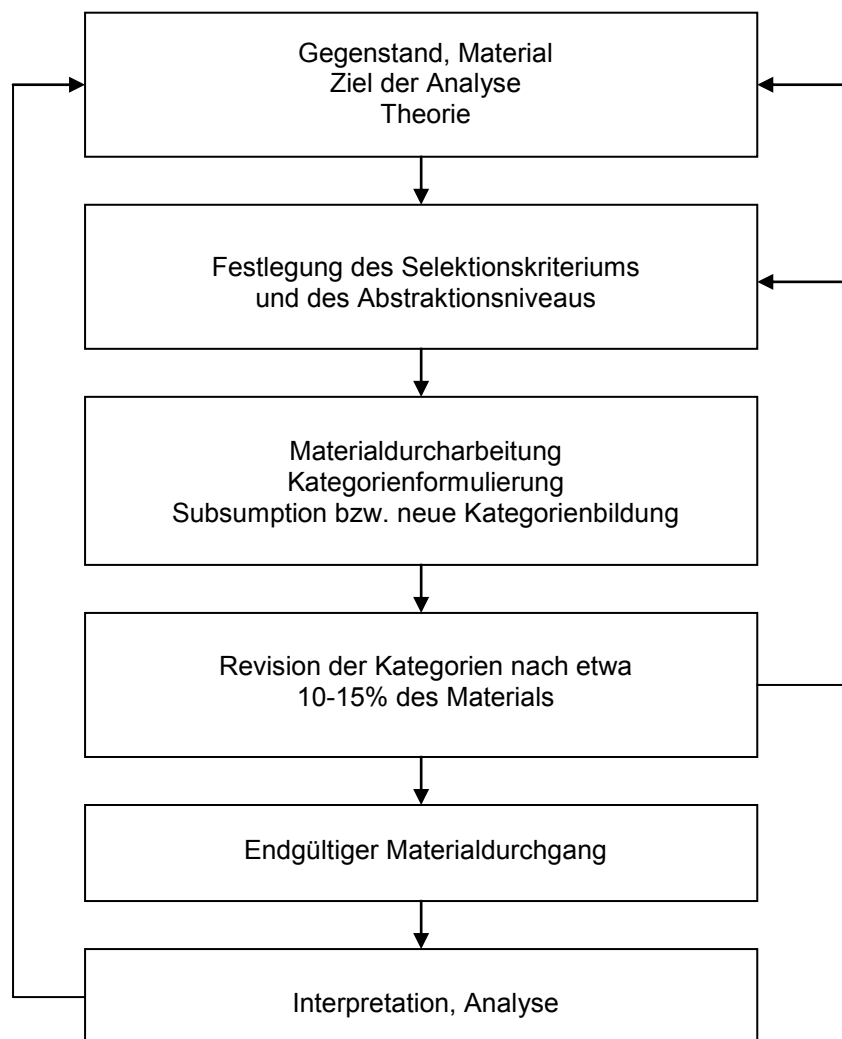 Gegenstand, Material
Ziel der Analyse
Theorie
Festlegung des Selektionskriteriums
und des Abstraktionsniveaus
Materialdurcharbeitung
Kategorienformulierung
Subsumption bzw. neue Kategorienbildung
Revision der Kategorien nach etwa
10-15% des Materials
Endgültiger Materialdurchgang
Interpretation, Analyse